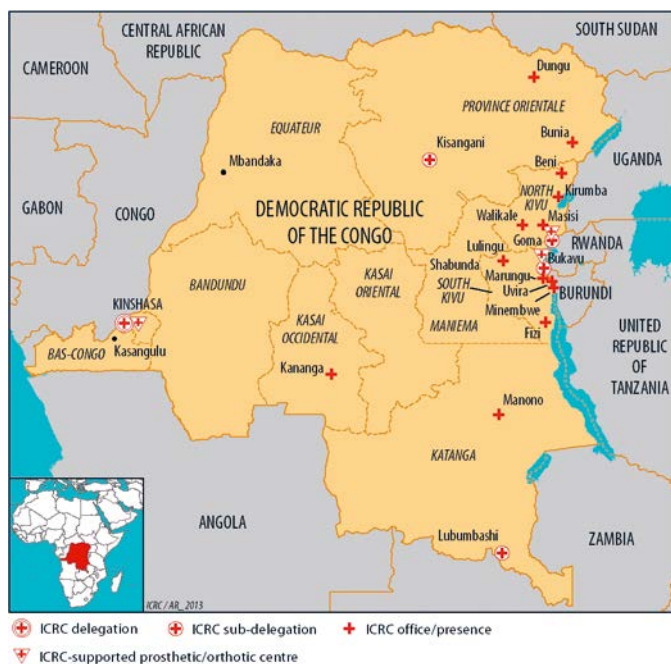 CENTRAL AFRICAN
REPUBLIC
SOUTH SUDAN
CAMEROON
Dungu
PROVINCE ORIENTALE
EQUATEUR
Bunia
Kisangani
Mbandaka
Beni
UGANDA
NORTH
KIVU
Kirumba
GABON
CONGO
DEMOCRATIC REPUBLIC
OF THE CONGO
Walikale
Masisi
Goma
RWANDA
Lulingu
Bukavu
BANDUNDU
KASAI
ORIENTAL
Shabunda
Marungu
SOUTH
KIVU
Uvira
BURUNDI
Minembwe
KINSHASA
KASAI
OCCIDENTAL
MANIEMA
Fizi
BAS-CONGO
Kasangulu
UNITED
REPUBLIC
OF
TANZANIA
Kananga
Manono
KATANGA
ANGOLA
Lubumbashi
ZAMBIA
ICRC / AR_2013
ICRC delegation
ICRC sub-delegation
ICRC office/presence
ICRC-supported prosthetic/orthotic centre